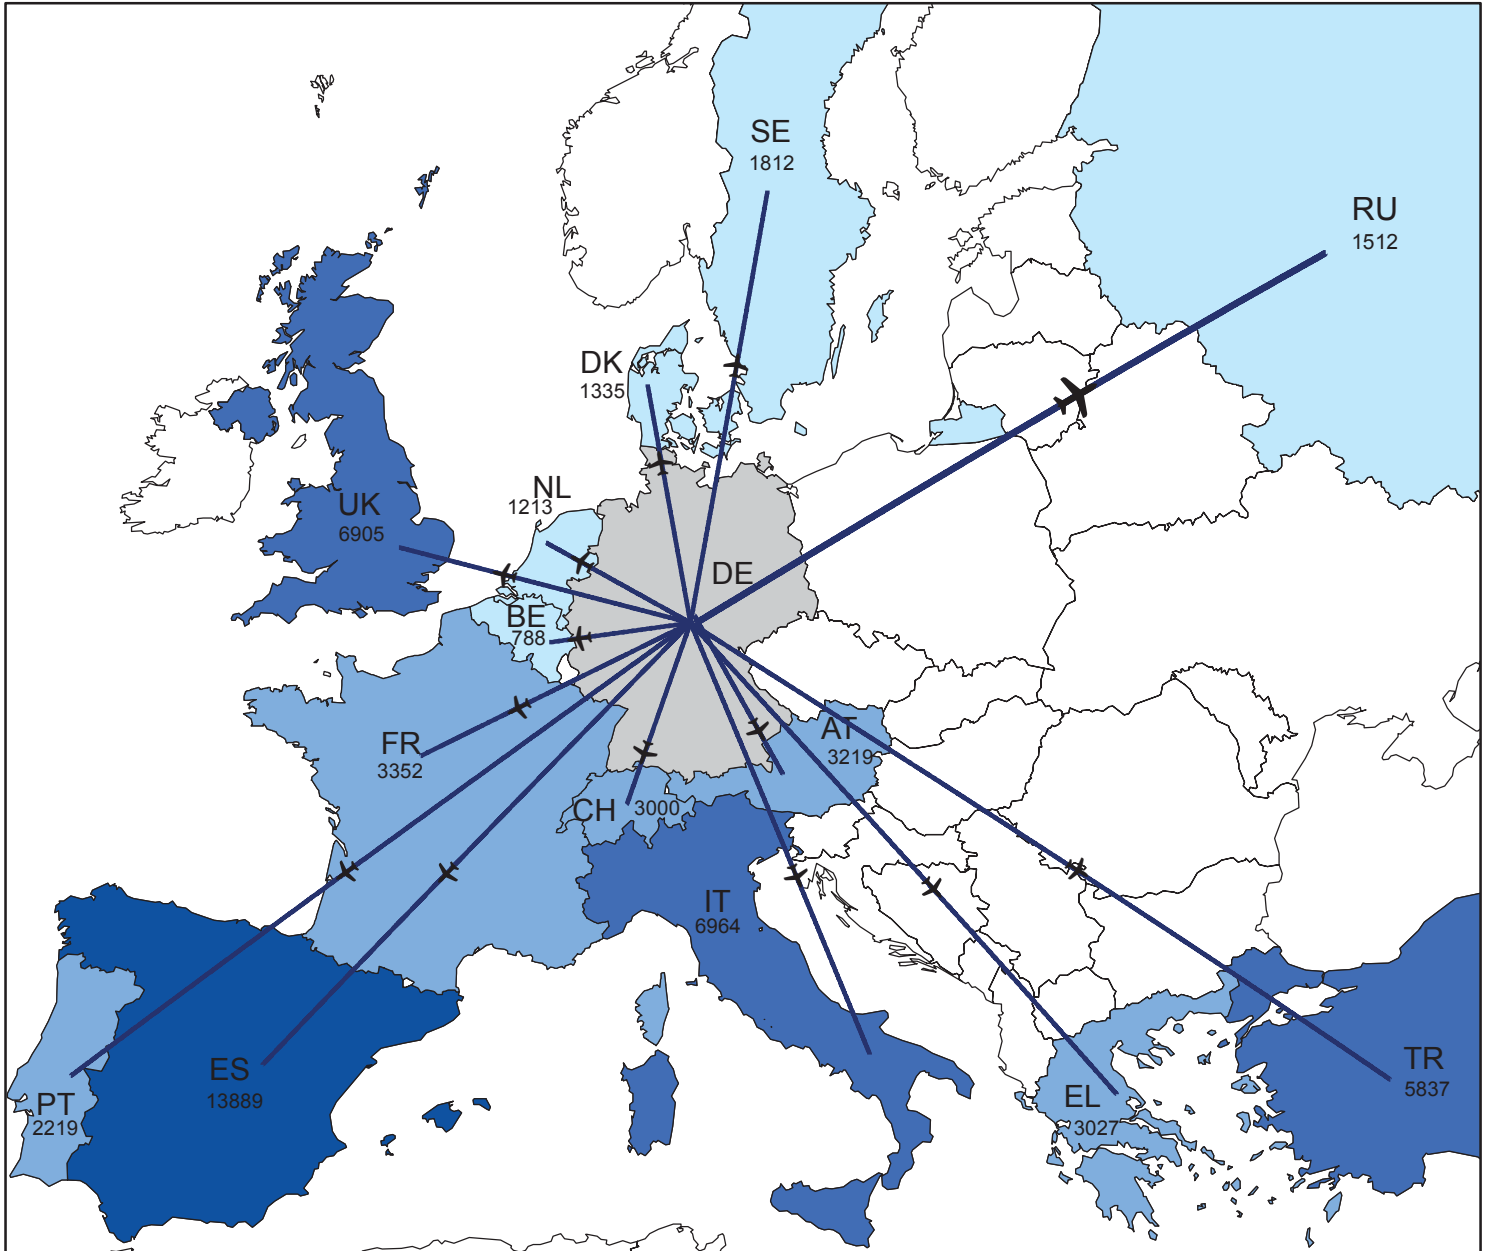 SE
1812
RU
1512
DK
1335
NL
1213
UK
6905
DE
BE
788
FR
3352
AT
3219
CH 3000
IT
6964
ES
13889
PT
2219
EL
3027
TR
5837